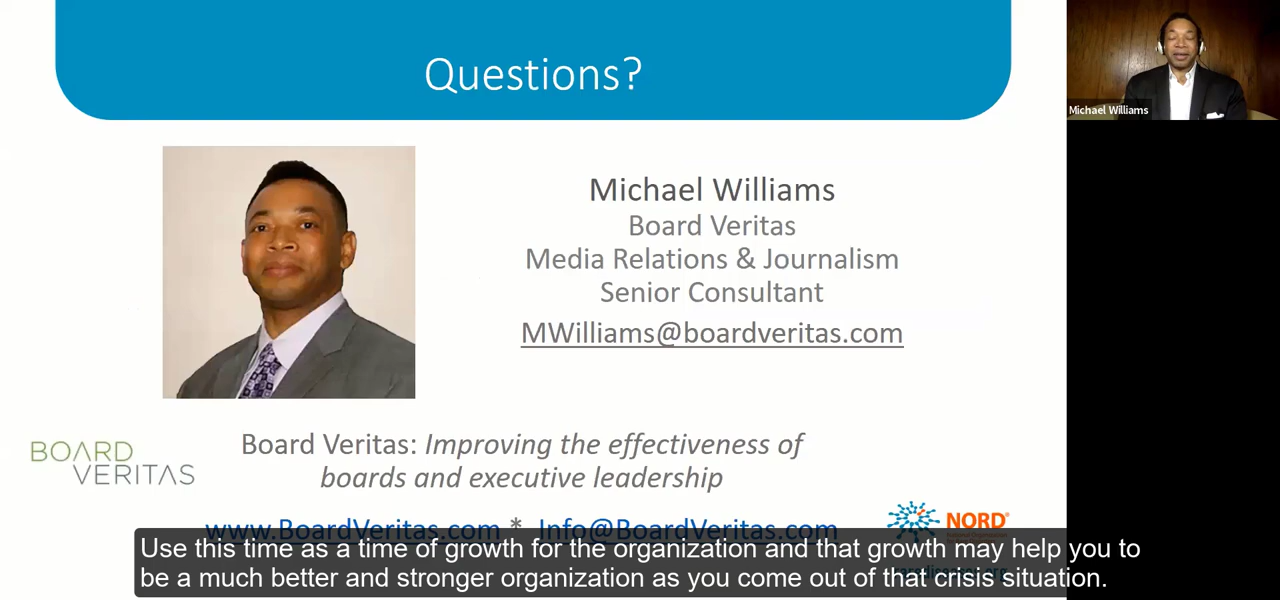 Questions?
Michael Williams
Michael Williams
Board Veritas
Media Relations & Journalism
Senior Consultant
MWilliams@boardveritas.com
BOARD
VERITAS
Board Veritas: Improving the effectiveness of
boards and executive leadership
www.BoardVeritas.com * Info@BoardVeritas.com
NORD
Use this time as a time of growth for the organization and that growth may help you to
be a much better and stronger organization as you come out of that crisis situation.